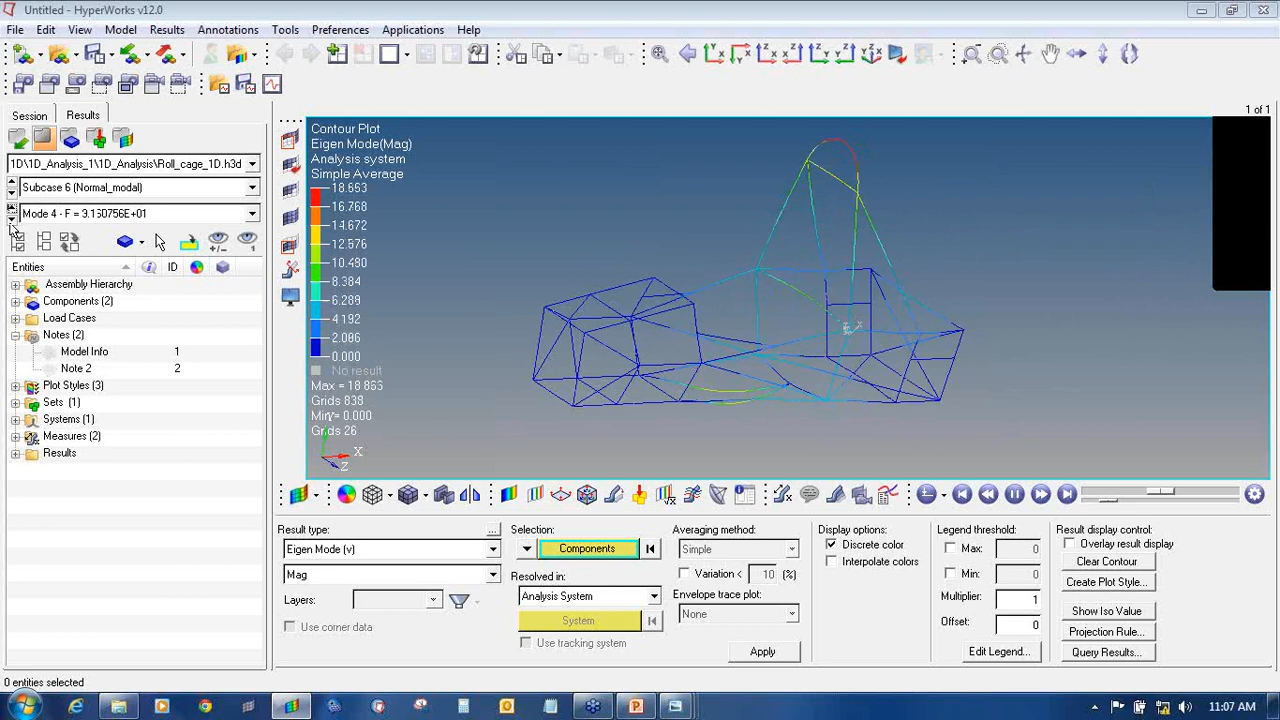 Untitled - HyperWorks v12.0
File Edit View Model Results Annotations Tools Preferences Applications Help
Session Results
1 of 1
1D\1D_Analysis_1\1D_Analysis\Roll_cage_1D.h3d
Subcase 6 (Normal_modal)
Mode 4 - F = 3.160756E+01
Entities ID
Assembly Hierarchy
Components (2)
Load Cases
Notes (2)
Model Info 1
Note 2 2
Plot Styles (3)
Sets (1)
Systems (1)
Measures (2)
Results
Contour Plot
Eigen Mode(Mag)
Analysis system
Simple Average
18.553
16.768
14.672
12.576
10.480
8.384
6.289
4.192
2.086
0.000
No result
Max = 18 863
Grids 838
Min = 0.000
Grids 26
Y
X
Z
Result type:
Eigen Mode (v)
Mag
Layers:
Use corner data
Selection:
Components
Resolved in:
Analysis System
System
Use tracking system
Averaging method:
Simple
Variation < 10 (%)
Envelope trace plot:
None
Apply
Display options:
Discrete color
Interpolate colors
Legend threshold:
Max: 0
Min: 0
Multiplier: 1
Offset: 0
Edit Legend...
Result display control:
Overlay result display
Clear Contour
Create Plot Style...
Show Iso Value
Projection Rule...
Query Results...
0 entities selected
11:07 AM